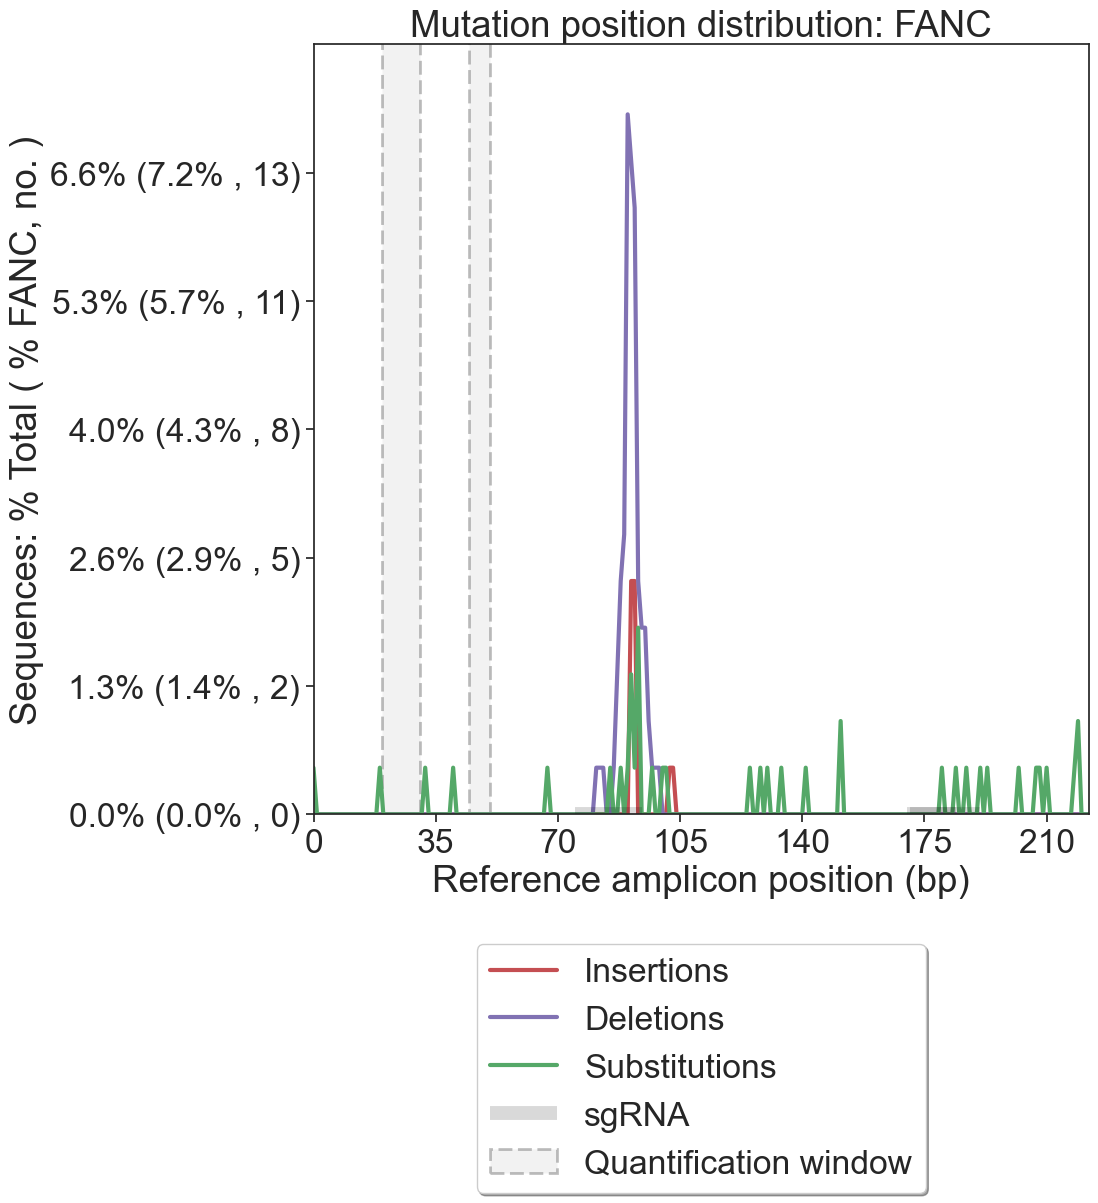 Mutation position distribution: FANC
Sequences: % Total ( % FANC, no. )
6.6% (7.2% , 13)
5.3% (5.7% , 11)
4.0% (4.3% , 8)
2.6% (2.9% , 5)
1.3% (1.4% , 2)
0.0% (0.0% , 0)
0 35 70 105 140 175 210
Reference amplicon position (bp)
Insertions
Deletions
Substitutions
sgRNA
Quantification window